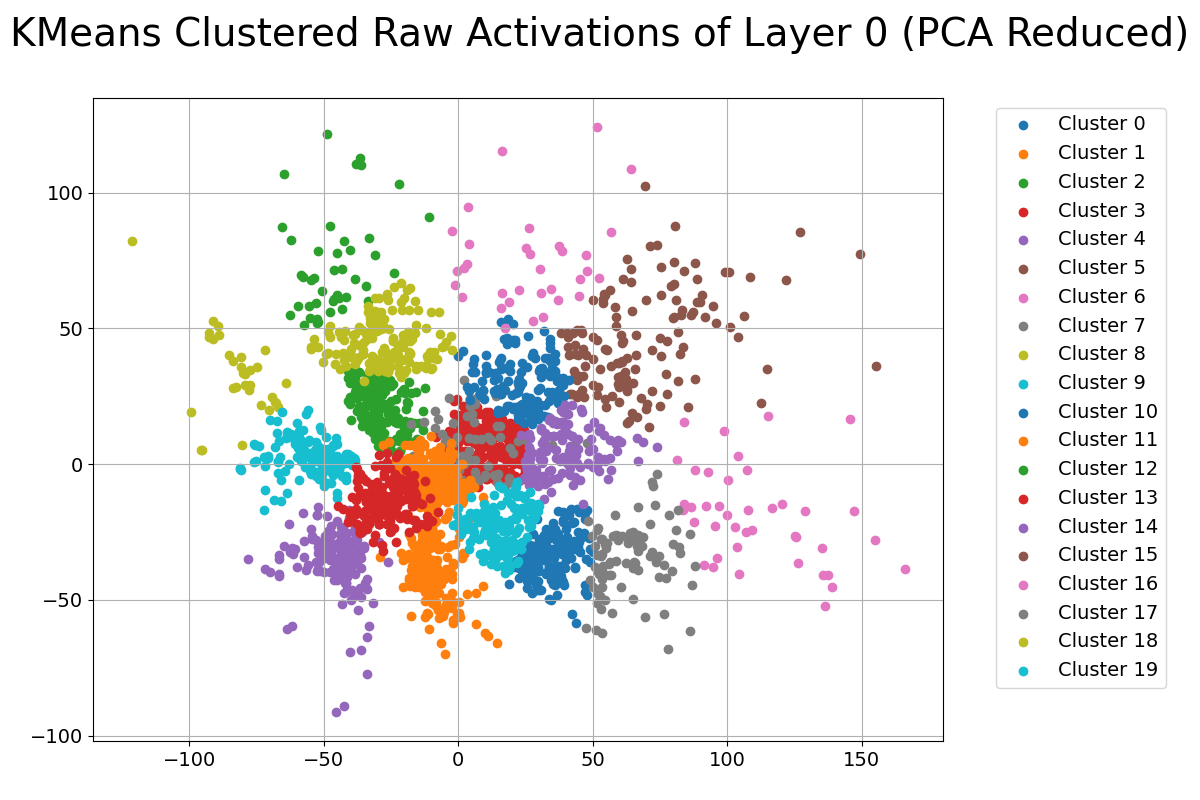 KMeans Clustered Raw Activations of Layer 0 (PCA Reduced)
100
50
0
−50
−100
−100 −50 0 50 100 150
Cluster 0
Cluster 1
Cluster 2
Cluster 3
Cluster 4
Cluster 5
Cluster 6
Cluster 7
Cluster 8
Cluster 9
Cluster 10
Cluster 11
Cluster 12
Cluster 13
Cluster 14
Cluster 15
Cluster 16
Cluster 17
Cluster 18
Cluster 19